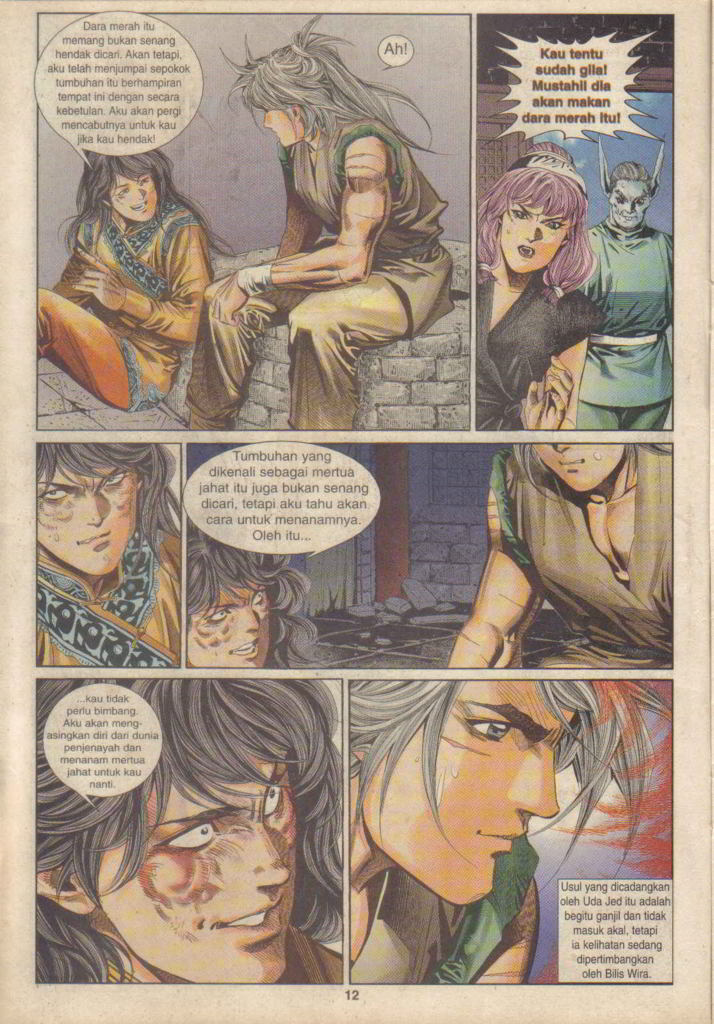 Dara merah itu
memang bukan senang
hendak dicari. Akan tetapi,
aku telah menjumpai sepokok
tumbuhan itu berhampiran
tempat ini dengan secara
kebetulan. Aku akan pergi
mencabutnya untuk kau
jika kau hendak!
Ah!
Kau tentu
sudah gila!
Mustahil dia
akan makan
dara merah itu!
Tumbuhan yang
dikenali sebagai mertua
jahat itu juga bukan senang
dicari, tetapi aku tahu akan
cara untuk menanamnya.
Oleh itu...
...kau tidak
perlu bimbang.
Aku akan meng-
asingkan diri dari dunia
penjenayah dan
menanam mertua
jahat untuk kau
nanti.
Usul yang dicadangkan
oleh Uda Jed itu adalah
begitu ganjil dan tidak
masuk akal, tetapi
ia kelihatan sedang
dipertimbangkan
oleh Bilis Wira.
12